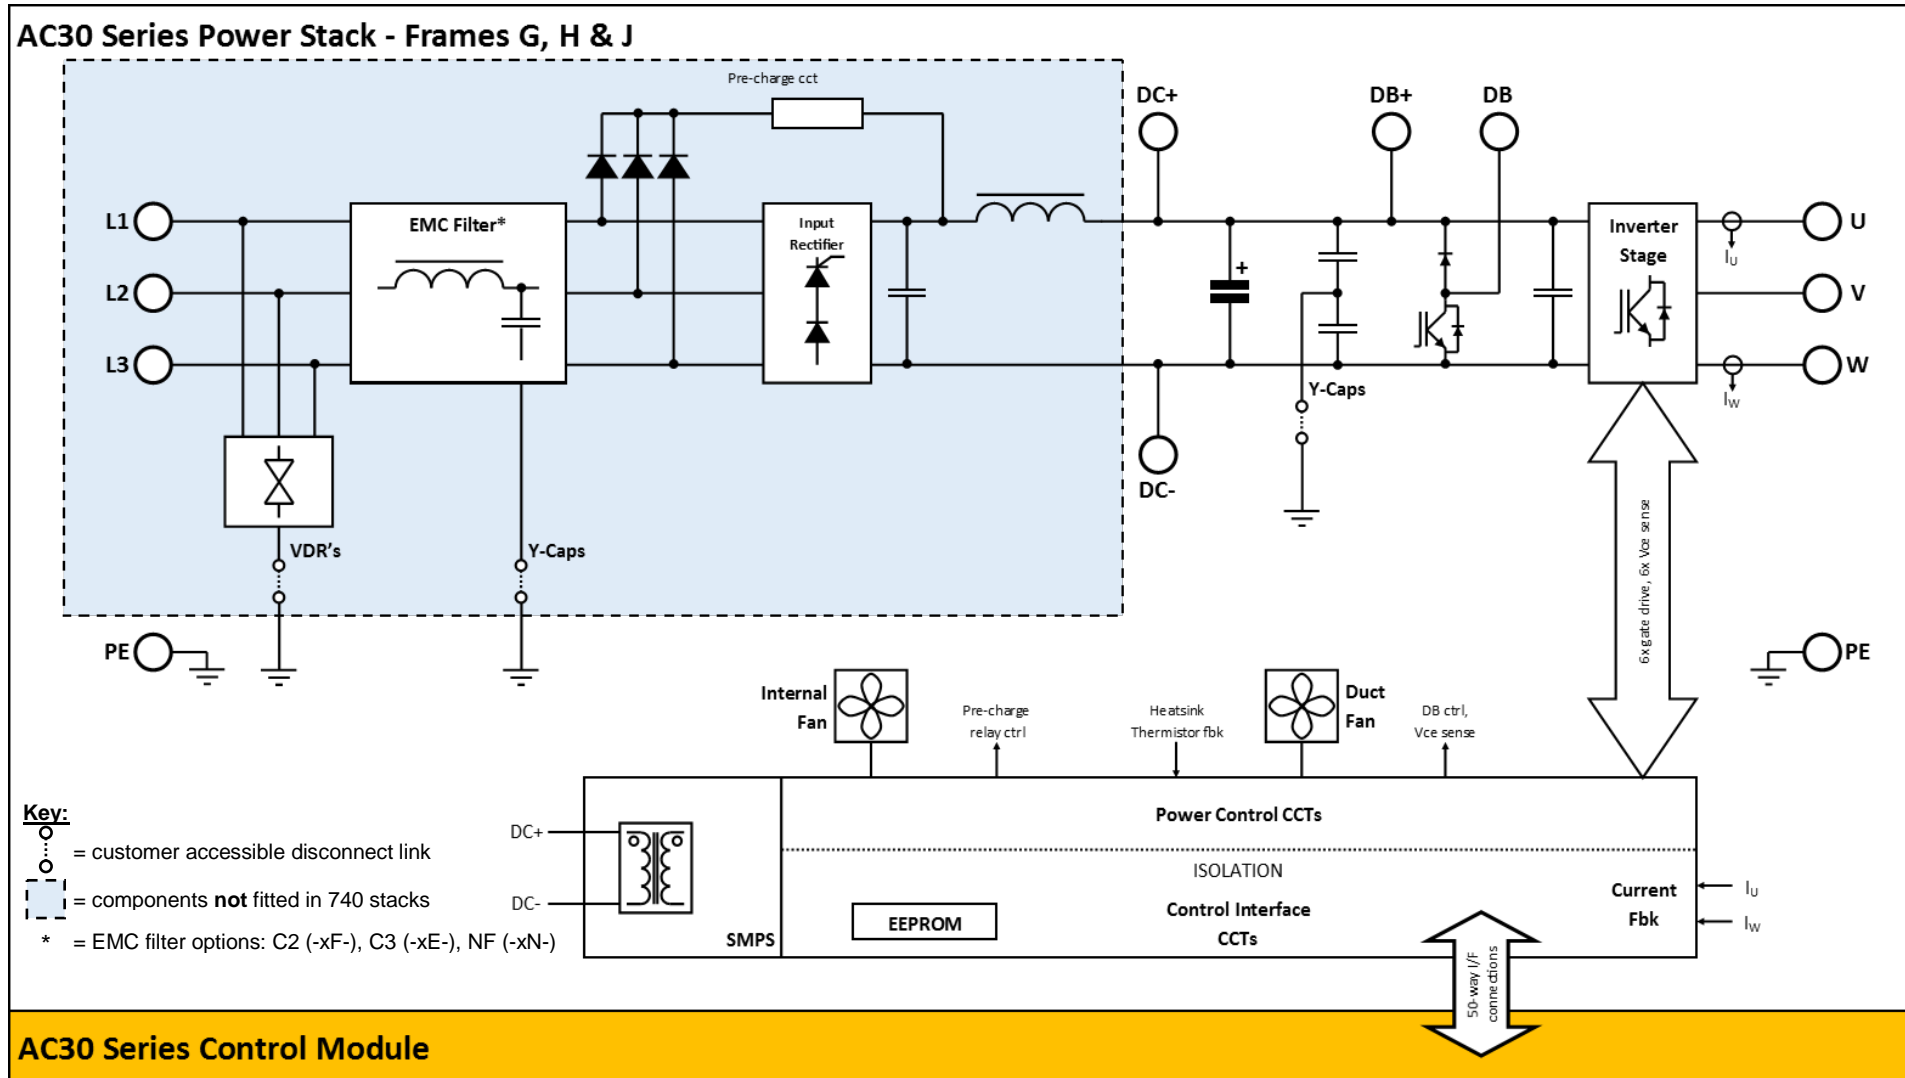 AC30 Series Power Stack - Frames G, H & J
Pre-charge cct
DC+
DB+
DB
L1
L2
L3
EMC Filter*
Input
Rectifier
+
Inverter
Stage
I_U
I_W
U
V
W
Y-Caps
DC-
VDR's
Y-Caps
6x gate drive, 6x Vce sense
PE
PE
Internal
Fan
Pre-charge
relay ctrl
Heatsink
Thermistor fbk
Duct
Fan
DB ctrl,
Vce sense
Key:
= customer accessible disconnect link
= components not fitted in 740 stacks
* = EMC filter options: C2 (-xF-), C3 (-xE-), NF (-xN-)
DC+
DC-
SMPS
Power Control CCTs
ISOLATION
EEPROM
Control Interface
CCTs
Current
Fbk
I_U
I_W
50-way I/F
connections
AC30 Series Control Module